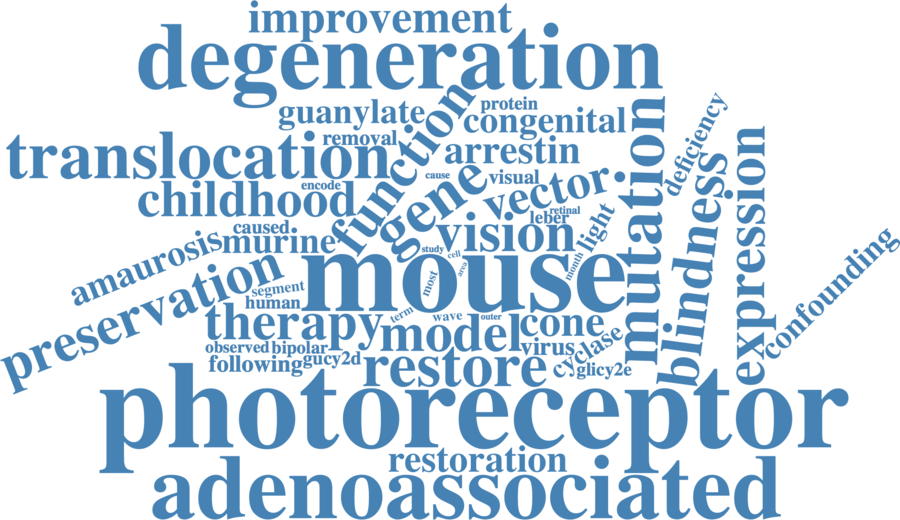 improvement
degeneration
guanylate
protein
congenital
removal
function
translocation
arrestin
mutation
deficiency
encode
cause
visual
gene
vector
childhood
retinal
leber
light
blindness
expression
caused
murine
vision
amaurosis
study
cell
area
month
mouse
most
preservation
segment
human
confounding
therapy
term
wave
outer
model
cone
observed
bipolar
virus
cyclase
following
gucy2d
restore
glicy2e
photoreceptor
restoration
adenoassociated